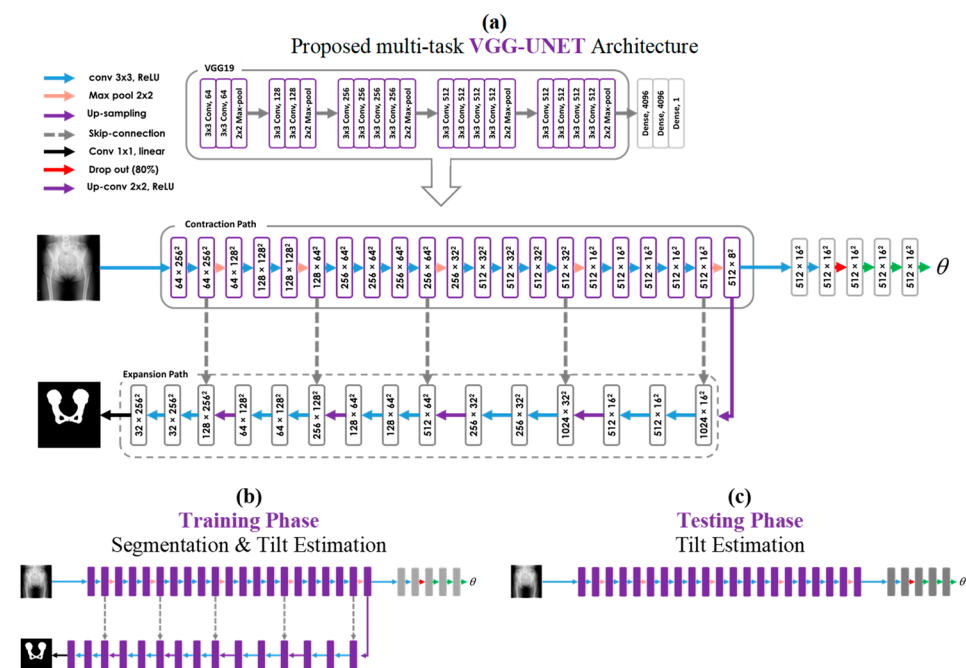 (a)
Proposed multi-task VGG-UNET Architecture
conv 3x3, ReLU
Max pool 2x2
Up-sampling
Skip-connection
Conv 1x1, linear
Drop out (80%)
Up-conv 2x2, ReLU
VGG19
3x3 Conv, 64
3x3 Conv, 64
2x2 Max-pool
3x3 Conv, 128
3x3 Conv, 128
2x2 Max-pool
3x3 Conv, 256
3x3 Conv, 256
3x3 Conv, 256
3x3 Conv, 256
2x2 Max-pool
3x3 Conv, 512
3x3 Conv, 512
3x3 Conv, 512
3x3 Conv, 512
2x2 Max-pool
3x3 Conv, 512
3x3 Conv, 512
3x3 Conv, 512
3x3 Conv, 512
2x2 Max-pool
Dense, 4096
Dense, 4096
Dense, 1
Contraction Path
64 × 256²
64 × 256²
64 × 128²
128 × 128²
128 × 128²
128 × 64²
256 × 64²
256 × 64²
256 × 64²
256 × 64²
256 × 32²
512 × 32²
512 × 32²
512 × 32²
512 × 32²
512 × 16²
512 × 16²
512 × 16²
512 × 16²
512 × 16²
512 × 8²
512 × 16²
512 × 16²
512 × 16²
512 × 16²
512 × 16²
θ
Expansion Path
32 × 256²
32 × 256²
128 × 256²
64 × 128²
64 × 128²
256 × 128²
128 × 64²
128 × 64²
512 × 64²
256 × 32²
256 × 32²
1024 × 32²
512 × 16²
512 × 16²
1024 × 16²
(b)
Training Phase
Segmentation & Tilt Estimation
θ
(c)
Testing Phase
Tilt Estimation
θ